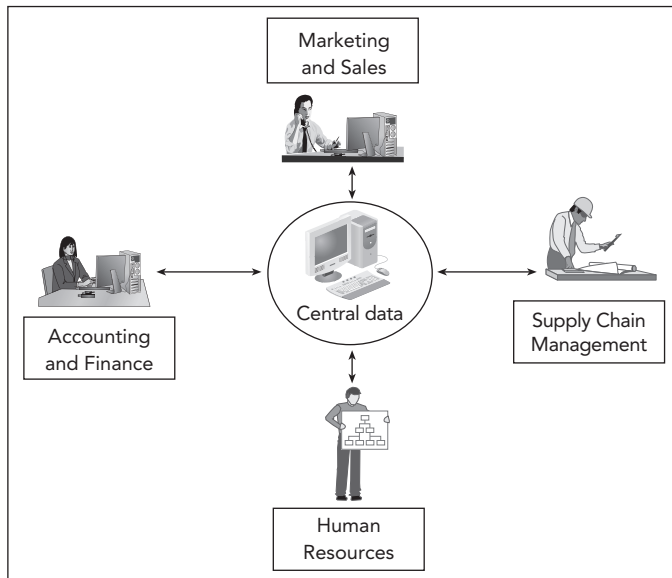 Marketing
and Sales
Central data
Accounting
and Finance
Supply Chain
Management
Human
Resources